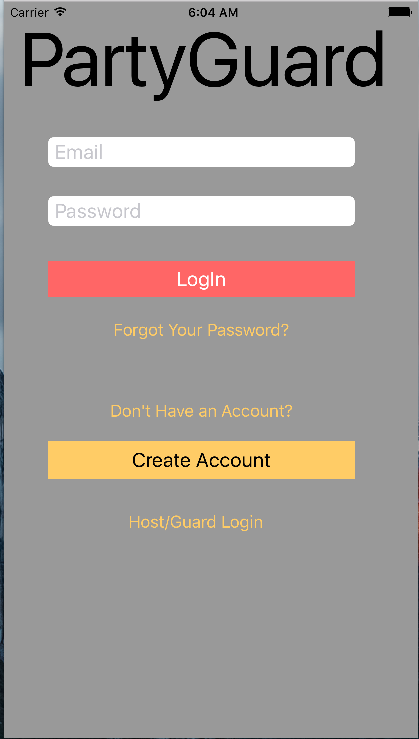 Carrier 6:04 AM
PartyGuard
Email
Password
LogIn
Forgot Your Password?
Don't Have an Account?
Create Account
Host/Guard Login